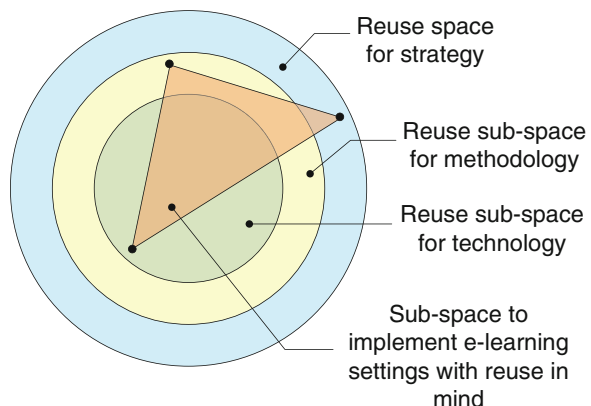 Reuse space
for strategy
Reuse sub-space
for methodology
Reuse sub-space
for technology
Sub-space to
implement e-learning
settings with reuse in
mind